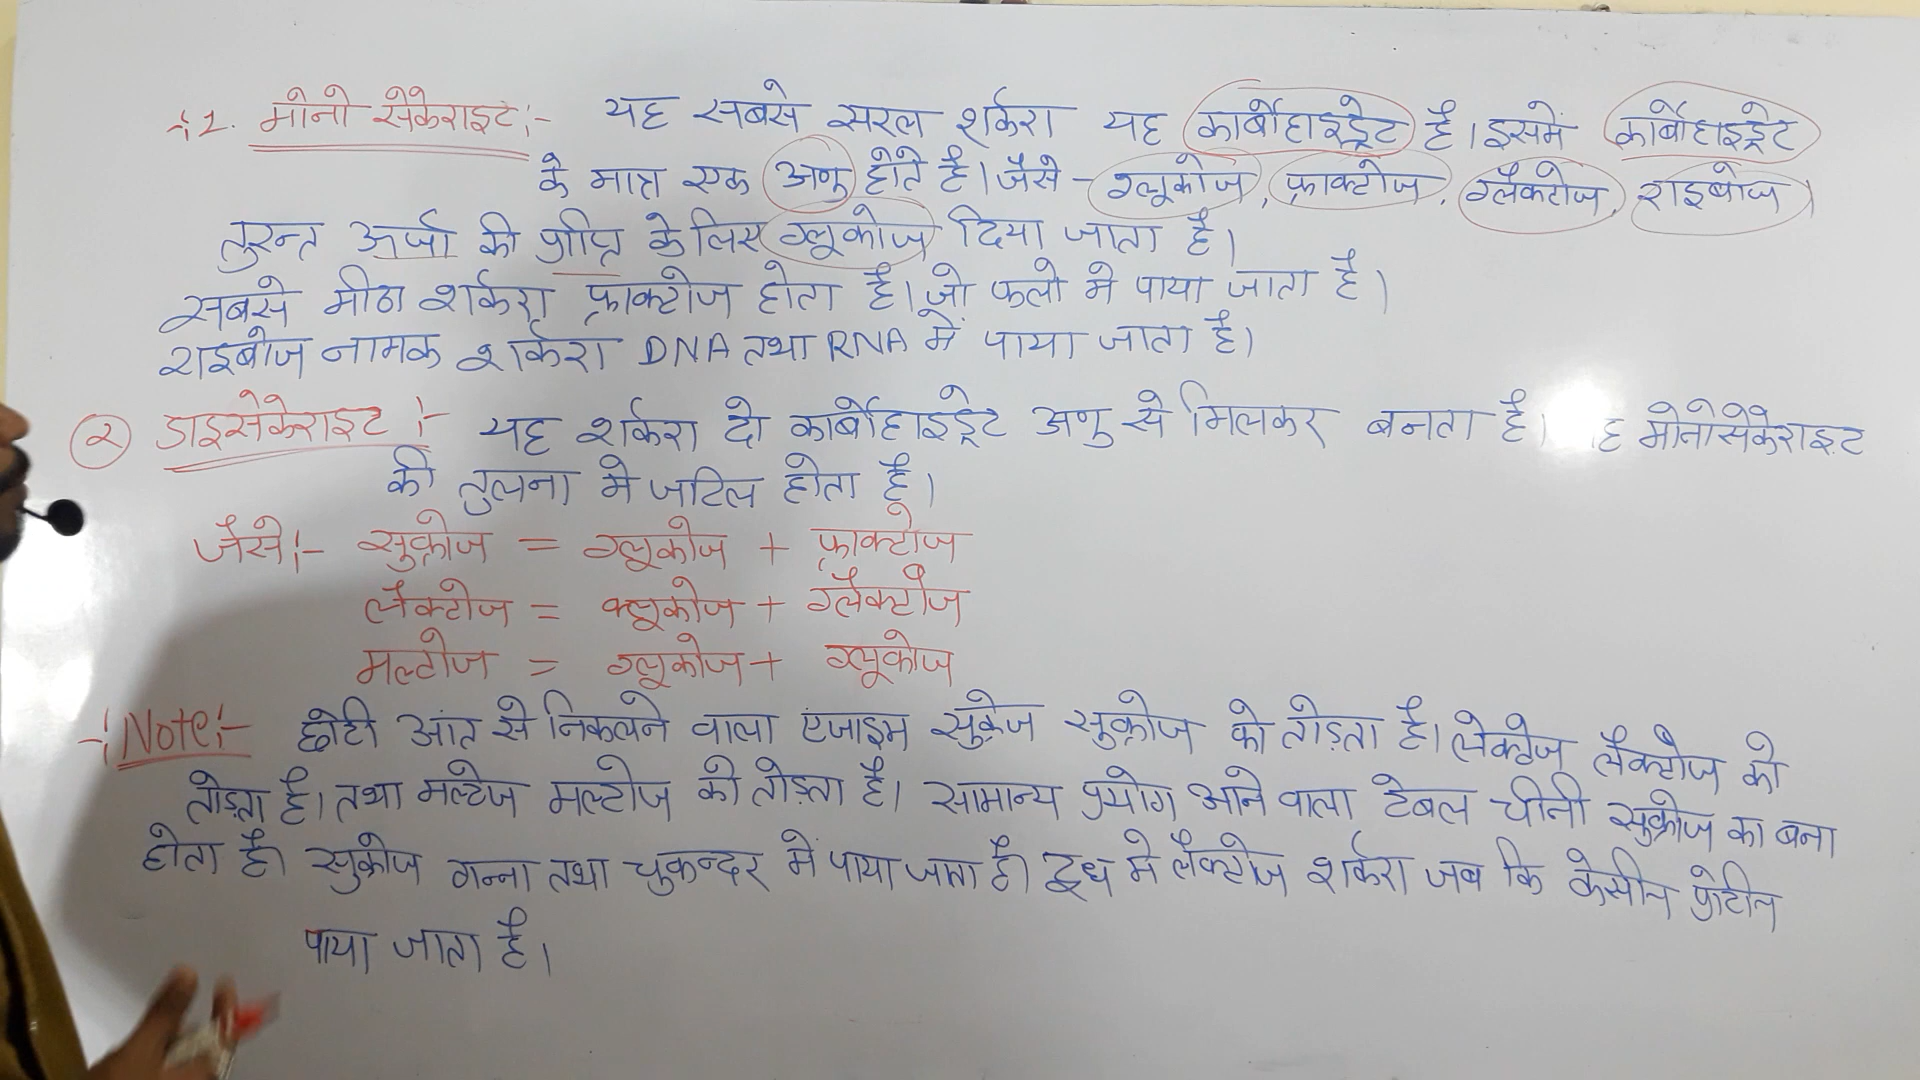 -:1. मोनो सेकेराइट:- यह सबसे सरल शर्करा यह कार्बोहाइड्रेट है। इसमें कार्बोहाइड्रेट
के मात्रा एक अणु होते है। जैसे - ग्लूकोज, फ्राक्टोज, ग्लैक्टोज, राइबोज।
तुरन्त ऊर्जा की प्राप्ति के लिए ग्लूकोज दिया जाता है।
सबसे मीठा शर्करा फ्राक्टोज होता है। जो फलो मे पाया जाता है।
राइबोज नामक शर्करा DNA तथा RNA में पाया जाता है।
② डाइसेकेराइट :- यह शर्करा दो कार्बोहाइड्रेट अणु से मिलकर बनता है। ह मोनोसेकेराइट
की तुलना मे जटिल होता है।
जैसे:- सुक्रोज = ग्लूकोज + फ्राक्टोज
लैक्टोज = क्लूकोज + ग्लैक्टोज
मल्टोज = ग्लूकोज + ग्लूकोज
-:Note:- छोटी आंत से निकलने वाला एंजाइम सुक्रेज सुक्रोज को तोड़ता है। लेक्टेज लैक्टोज को
तोड़ता है। तथा मल्टेज मल्टोज को तोड़ता है। सामान्य प्रयोग आने वाला टेबल चीनी सुक्रोज का बना
होता है। सुक्रोज गन्ना तथा चुकन्दर में पाया जाता है। दूध मे लैक्टोज शर्करा जब कि केसीन प्रोटीन
पाया जाता है।